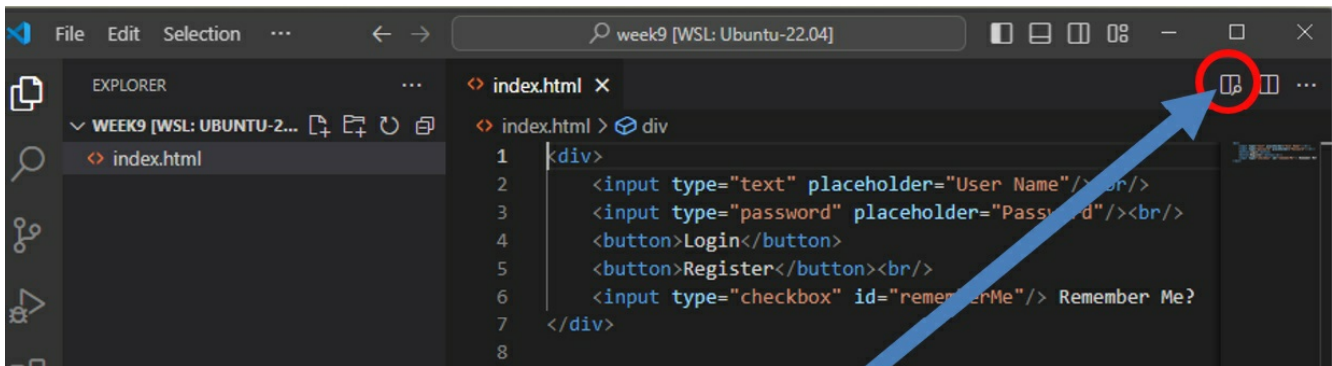 File Edit Selection ··· week9 [WSL: Ubuntu-22.04]
EXPLORER ···
WEEK9 [WSL: UBUNTU-2...
index.html
index.html
index.html > div
1 <div>
2 <input type="text" placeholder="User Name"/><br/>
3 <input type="password" placeholder="Password"/><br/>
4 <button>Login</button>
5 <button>Register</button><br/>
6 <input type="checkbox" id="rememberMe"/> Remember Me?
7 </div>
8